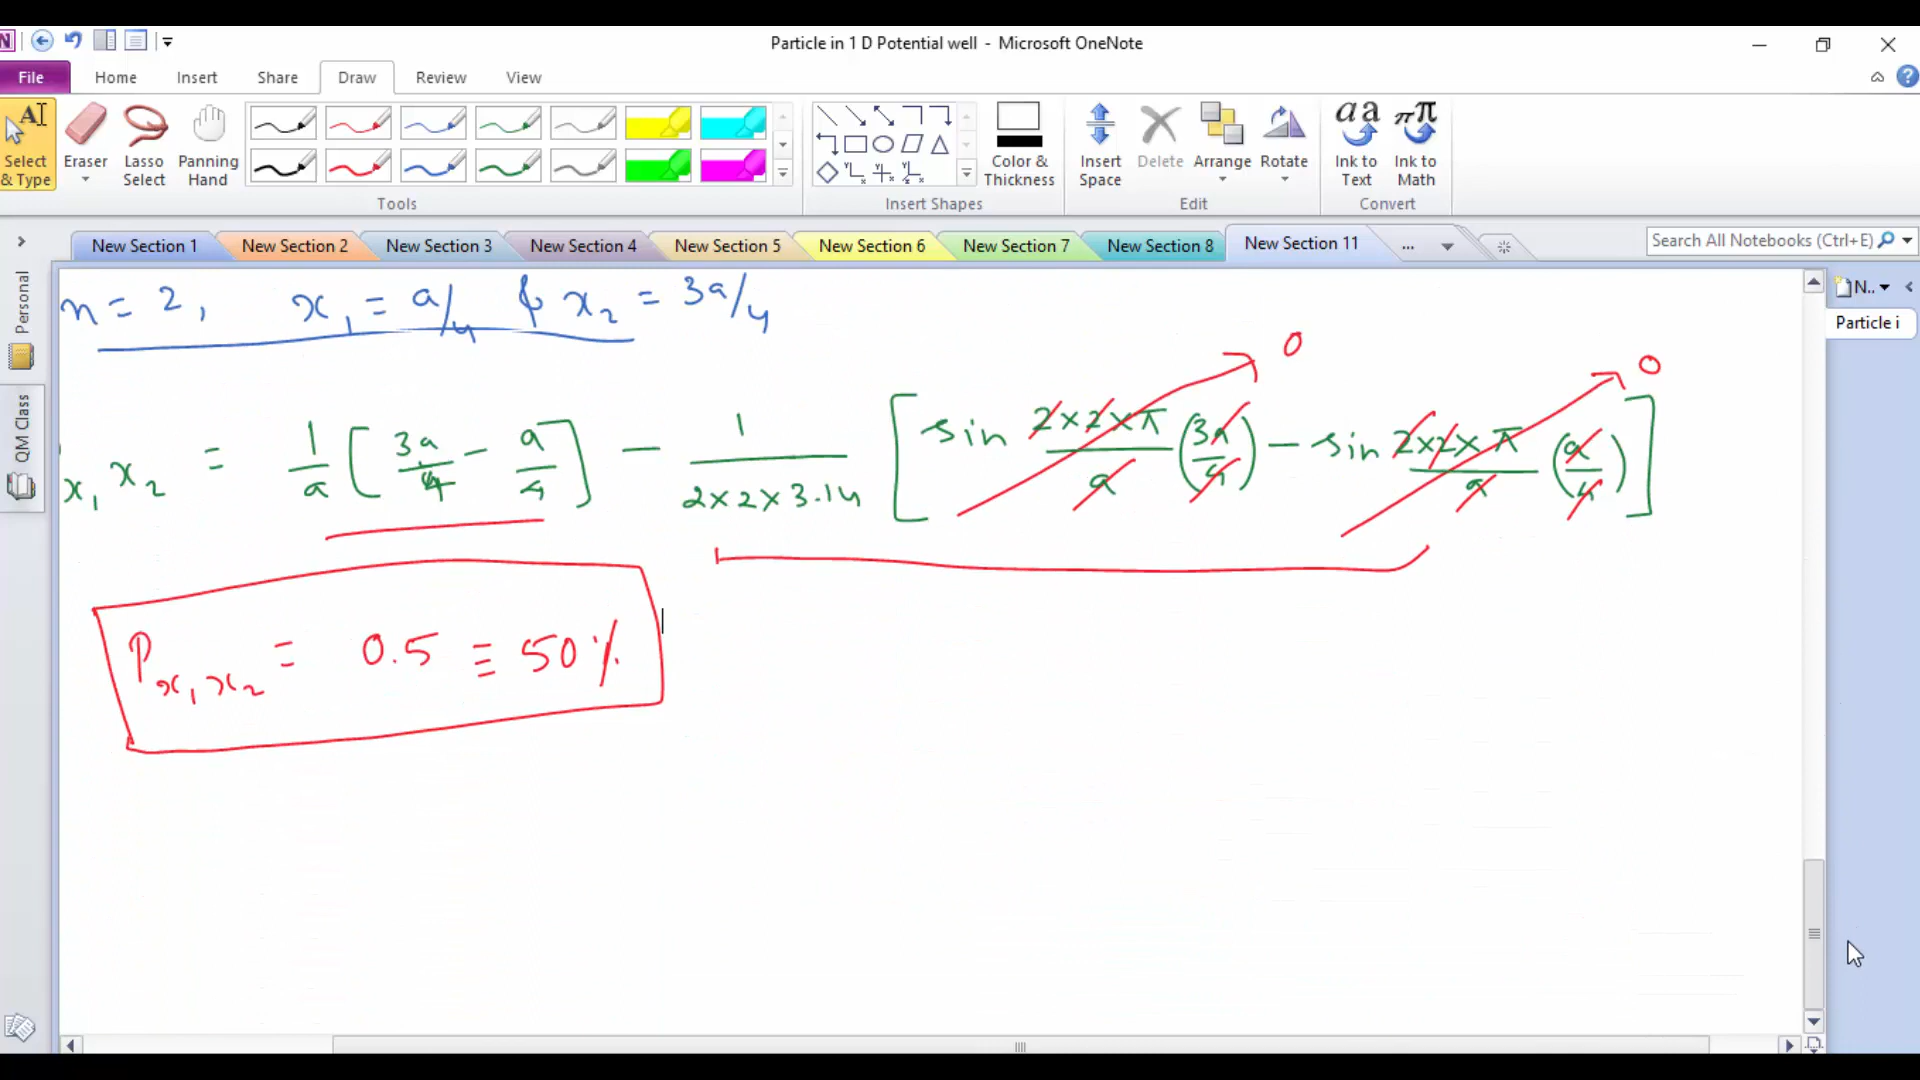 Particle in 1 D Potential well - Microsoft OneNote
File Home Insert Share Draw Review View
Select & Type
Eraser
Lasso Select
Panning Hand
Color & Thickness
Insert Space
Delete
Arrange
Rotate
Ink to Text
Ink to Math
Tools
Insert Shapes
Edit
Convert
New Section 1 New Section 2 New Section 3 New Section 4 New Section 5 New Section 6 New Section 7 New Section 8 New Section 11 ...
Search All Notebooks (Ctrl+E)
Personal
QM Class
N..
Particle i
n = 2, x₁ = a/4 & x₂ = 3a/4
0 0
x₁x₂ = 1/a [3a/4 - a/4] - 1/(2×2×3.14) [sin 2×2×π/a (3a/4) - sin 2×2×π/a (a/4)]
Px₁x₂ = 0.5 ≡ 50%